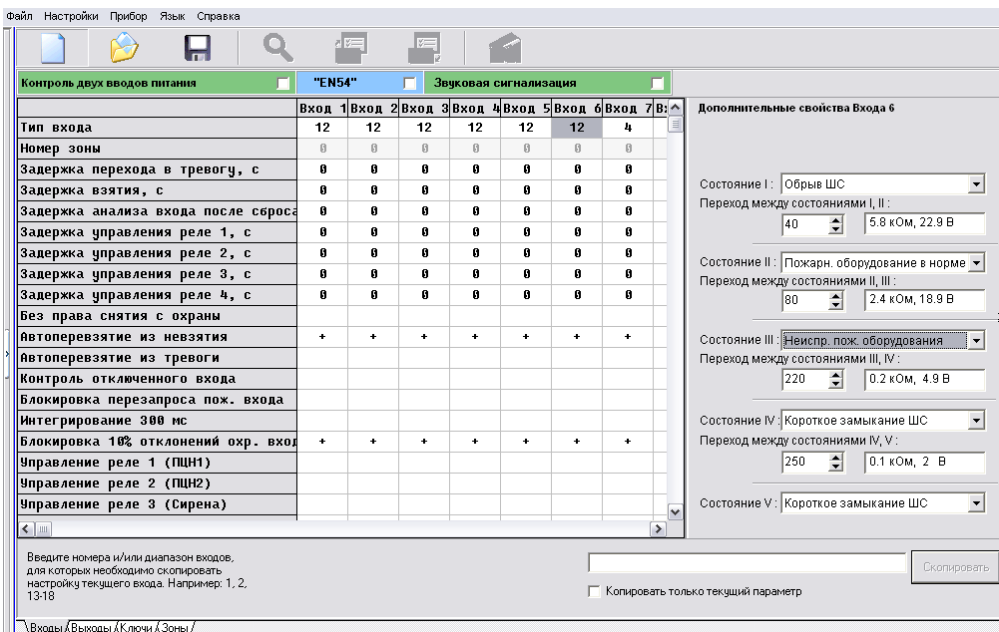 Файл Настройки Прибор Язык Справка
Контроль двух вводов питания "EN54" Звуковая сигнализация
Вход 1 Вход 2 Вход 3 Вход 4 Вход 5 Вход 6 Вход 7
Тип входа 12 12 12 12 12 12 4
Номер зоны 0 0 0 0 0 0 0
Задержка перехода в тревогу, с 0 0 0 0 0 0 0
Задержка взятия, с 0 0 0 0 0 0 0
Задержка анализа входа после сброса 0 0 0 0 0 0 0
Задержка управления реле 1, с 0 0 0 0 0 0 0
Задержка управления реле 2, с 0 0 0 0 0 0 0
Задержка управления реле 3, с 0 0 0 0 0 0 0
Задержка управления реле 4, с 0 0 0 0 0 0 0
Без права снятия с охраны
Автоперевзятие из невзятия + + + + + + +
Автоперевзятие из тревоги
Контроль отключенного входа
Блокировка перезапроса пож. входа
Интегрирование 300 мс
Блокировка 10% отклонений охр. вход + + + + + + +
Управление реле 1 (ПЦН1)
Управление реле 2 (ПЦН2)
Управление реле 3 (Сирена)
Дополнительные свойства Входа 6
Состояние I : Обрыв ШС
Переход между состояниями I, II :
40 5.8 кОм, 22.9 В
Состояние II : Пожарн. оборудование в норме
Переход между состояниями II, III :
80 2.4 кОм, 18.9 В
Состояние III : Неиспр. пож. оборудования
Переход между состояниями III, IV :
220 0.2 кОм, 4.9 В
Состояние IV : Короткое замыкание ШС
Переход между состояниями IV, V :
250 0.1 кОм, 2 В
Состояние V : Короткое замыкание ШС
Введите номера и/или диапазон входов,
для которых необходимо скопировать
настройку текущего входа. Например: 1, 2,
13-18
Скопировать
Копировать только текущий параметр
Входы Выходы Ключи Зоны